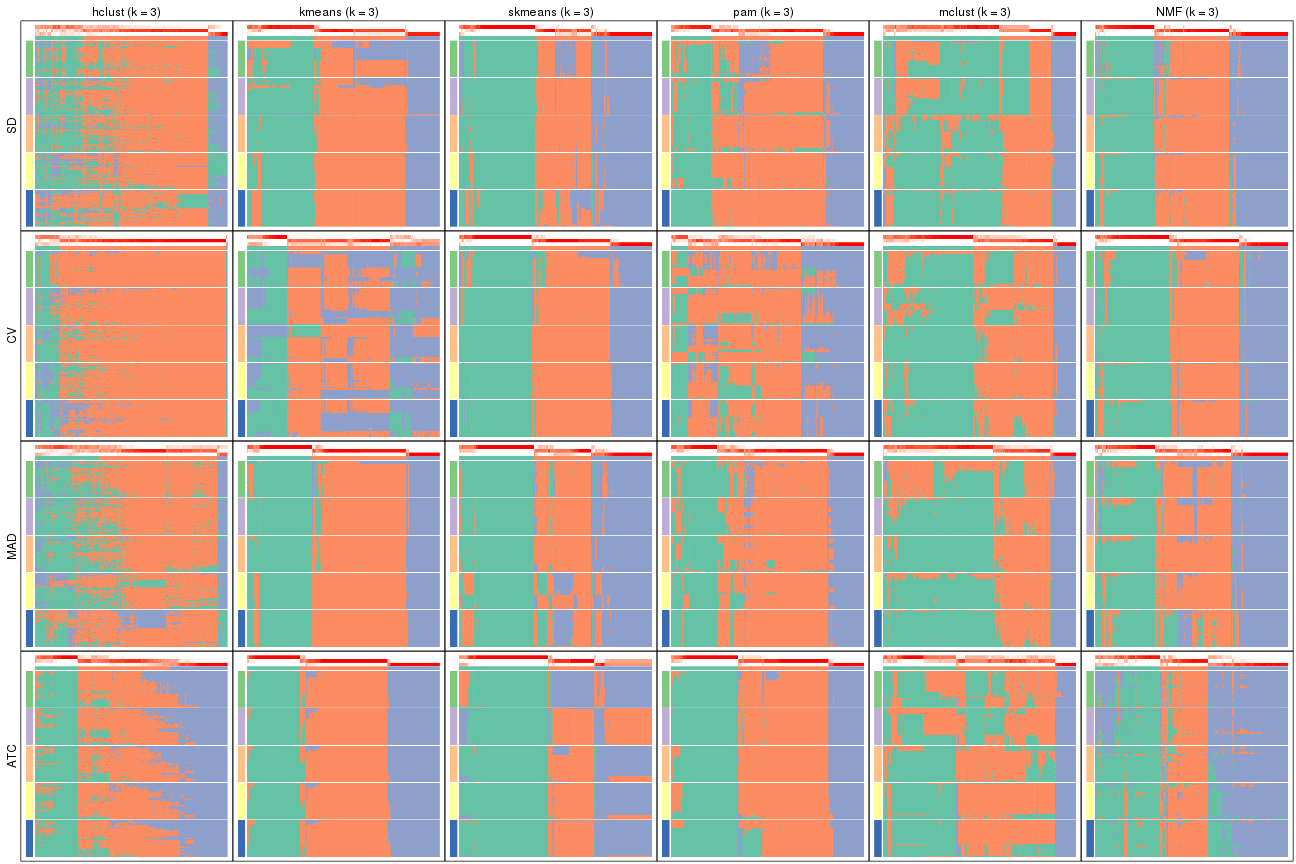 hclust (k = 3) kmeans (k = 3) skmeans (k = 3) pam (k = 3) mclust (k = 3) NMF (k = 3)
SD
CV
MAD
ATC